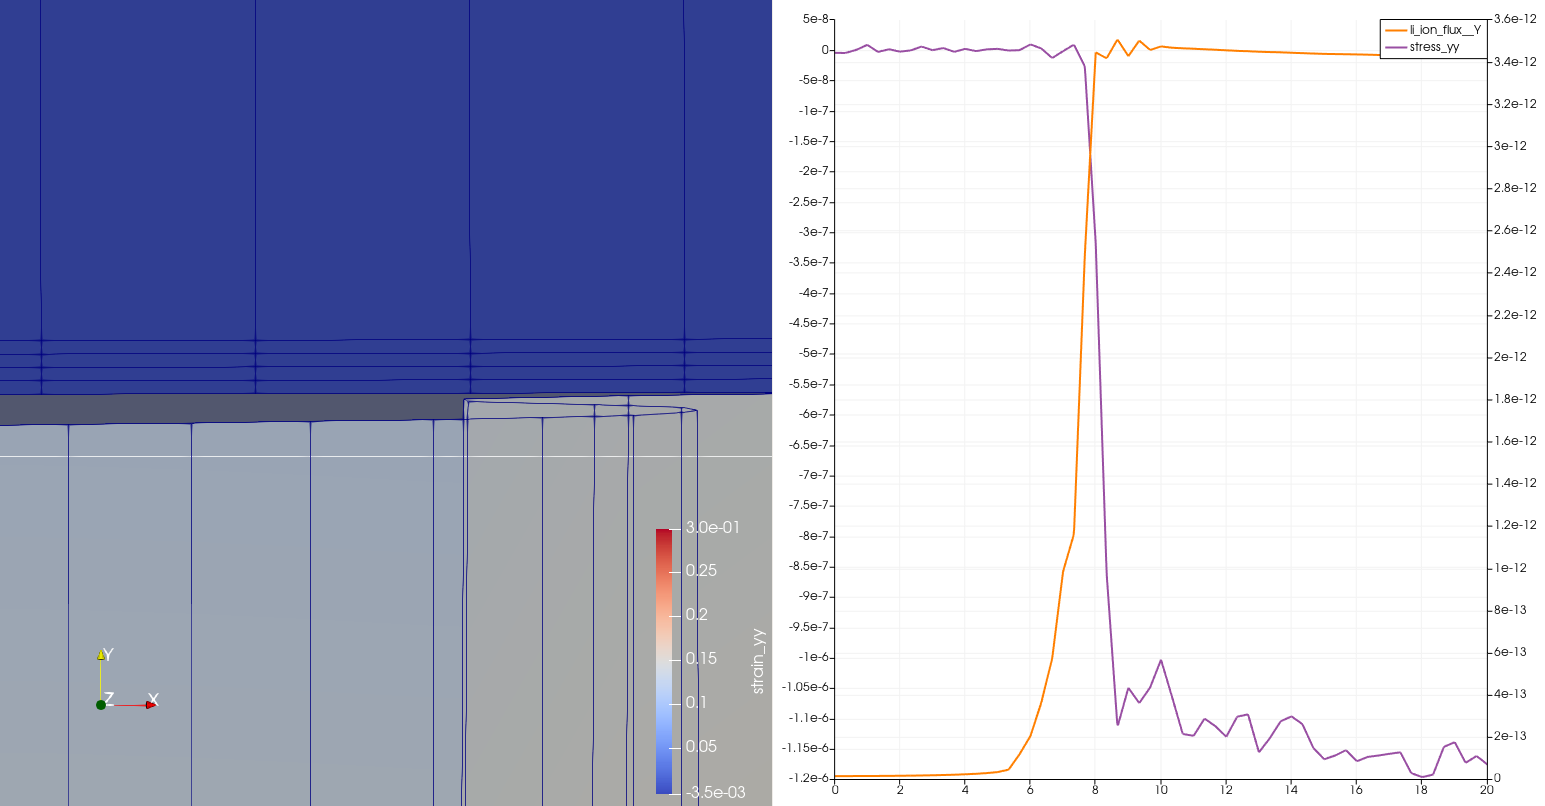 3.0e-01
0.25
0.2
0.15
0.1
0.05
-3.5e-03
strain_yy
Y
Z
X
li_ion_flux__Y
stress_yy
5e-8
0
-5e-8
-1e-7
-1.5e-7
-2e-7
-2.5e-7
-3e-7
-3.5e-7
-4e-7
-4.5e-7
-5e-7
-5.5e-7
-6e-7
-6.5e-7
-7e-7
-7.5e-7
-8e-7
-8.5e-7
-9e-7
-9.5e-7
-1e-6
-1.05e-6
-1.1e-6
-1.15e-6
-1.2e-6
0 2 4 6 8 10 12 14 16 18 20
3.6e-12
3.4e-12
3.2e-12
3e-12
2.8e-12
2.6e-12
2.4e-12
2.2e-12
2e-12
1.8e-12
1.6e-12
1.4e-12
1.2e-12
1e-12
8e-13
6e-13
4e-13
2e-13
0